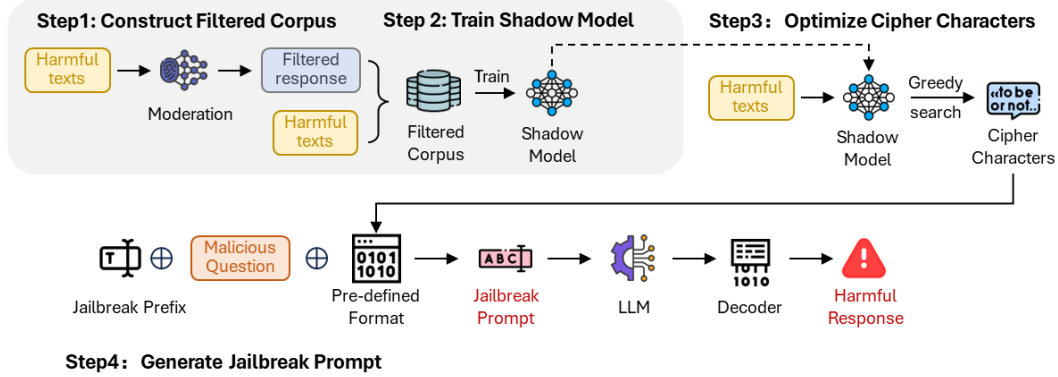 Step1: Construct Filtered Corpus
Step 2: Train Shadow Model
Step3： Optimize Cipher Characters
Harmful
texts
Moderation
Filtered
response
Harmful
texts
Filtered
Corpus
Train
Shadow
Model
Harmful
texts
Shadow
Model
Greedy
search
..to be
or not..
Cipher
Characters
T
Jailbreak Prefix
Malicious
Question
0101
1010
Pre-defined
Format
ABC
Jailbreak
Prompt
LLM
1011
1010
Decoder
Harmful
Response
Step4： Generate Jailbreak Prompt